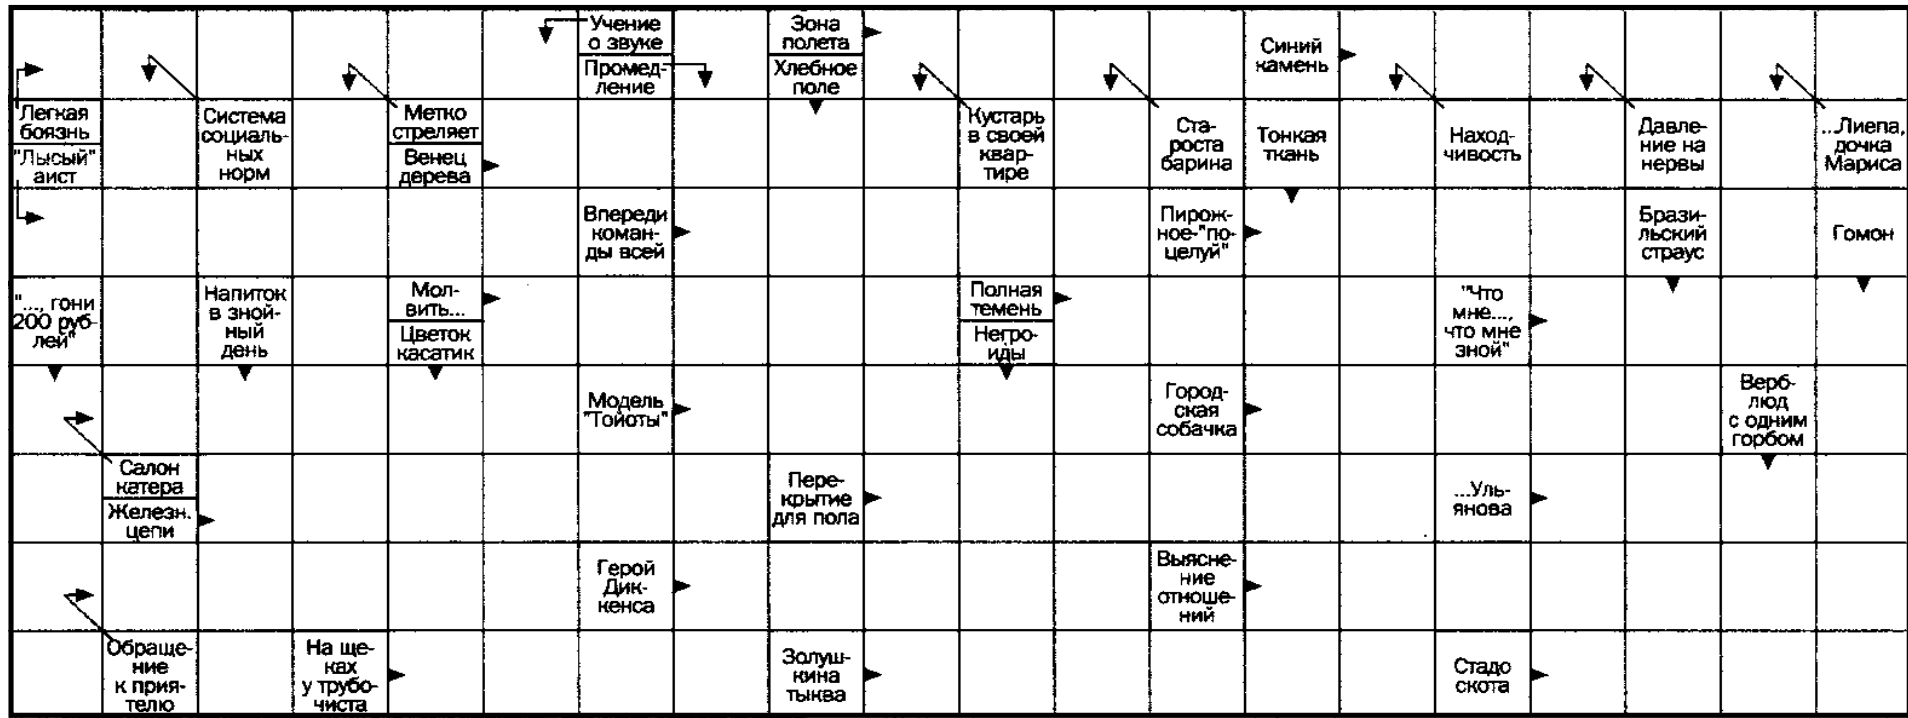 Учение
о звуке
Промед-
ление
Зона
полета
Хлебное
поле
Синий
камень
Легкая
боязнь
"Лысый"
аист
Система
социаль-
ных
норм
Метко
стреляет
Венец
дерева
Кустарь
в своей
квар-
тире
Ста-
роста
барина
Тонкая
ткань
Наход-
чивость
Давле-
ние на
нервы
...Лиепа,
дочка
Мариса
Впереди
коман-
ды всей
Пирож-
ное-"по-
целуй"
Брази-
льский
страус
Гомон
"..., гони
200 руб-
лей"
Напиток
в зной-
ный
день
Мол-
вить...
Цветок
касатик
Полная
темень
Негро-
иды
"Что
мне...,
что мне
зной"
Модель
"Тойоты"
Город-
ская
собачка
Верб-
люд
с одним
горбом
Салон
катера
Железн.
цепи
Пере-
крытие
для пола
...Уль-
янова
Герой
Дик-
кенса
Выясне-
ние
отноше-
ний
Обраще-
ние
к прия-
телю
На ще-
ках
у трубо-
чиста
Золуш-
кина
тыква
Стадо
скота